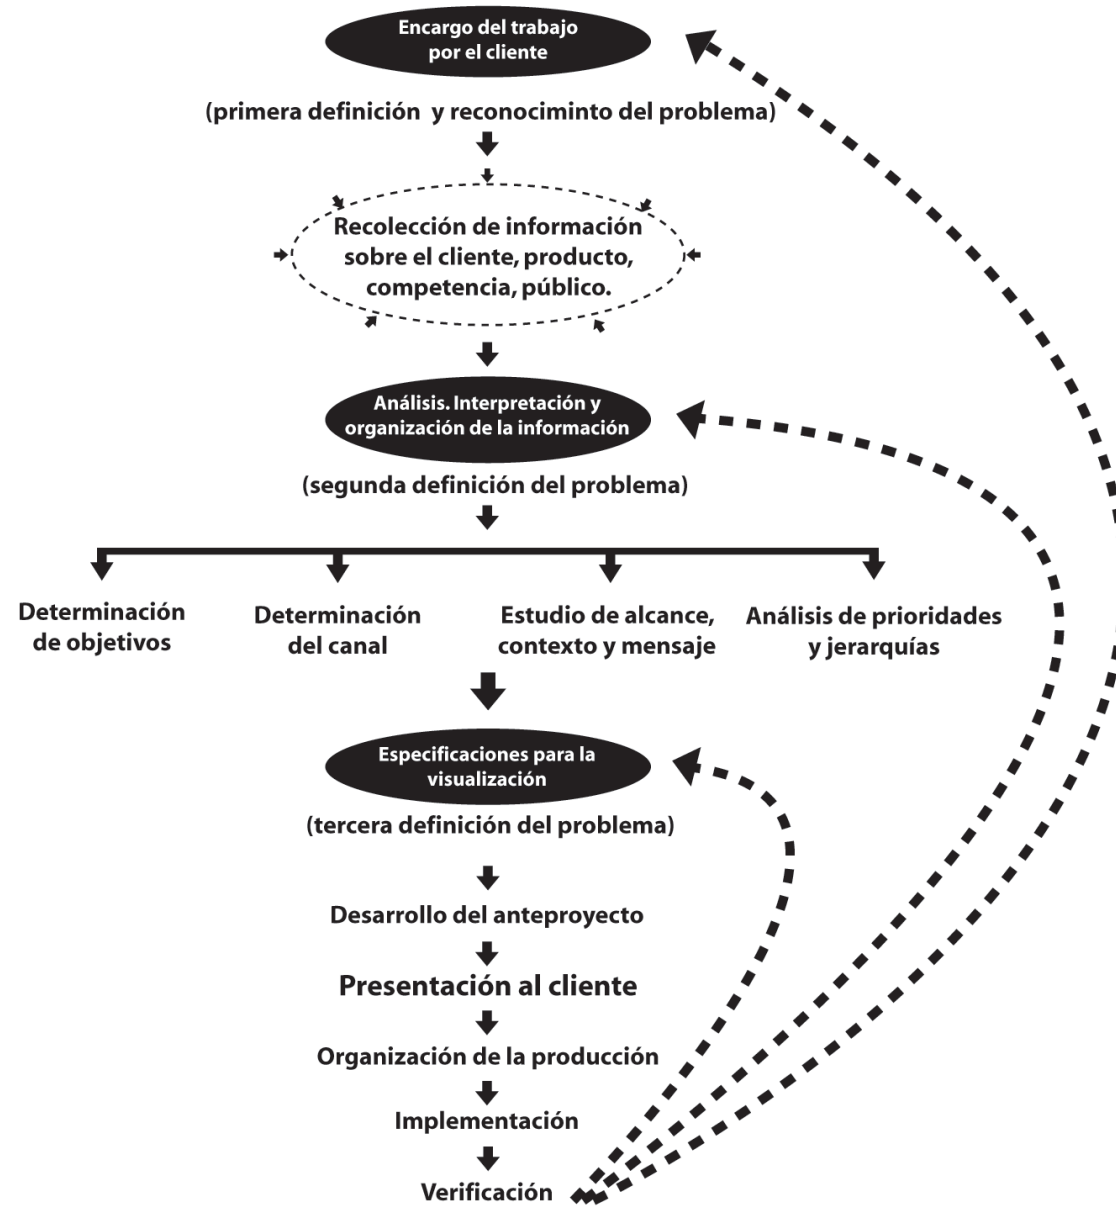 Encargo del trabajo
por el cliente
(primera definición y reconociminto del problema)
Recolección de información
sobre el cliente, producto,
competencia, público.
Análisis. Interpretación y
organización de la información
(segunda definición del problema)
Determinación
de objetivos
Determinación
del canal
Estudio de alcance,
contexto y mensaje
Análisis de prioridades
y jerarquías
Especificaciones para la
visualización
(tercera definición del problema)
Desarrollo del anteproyecto
Presentación al cliente
Organización de la producción
Implementación
Verificación